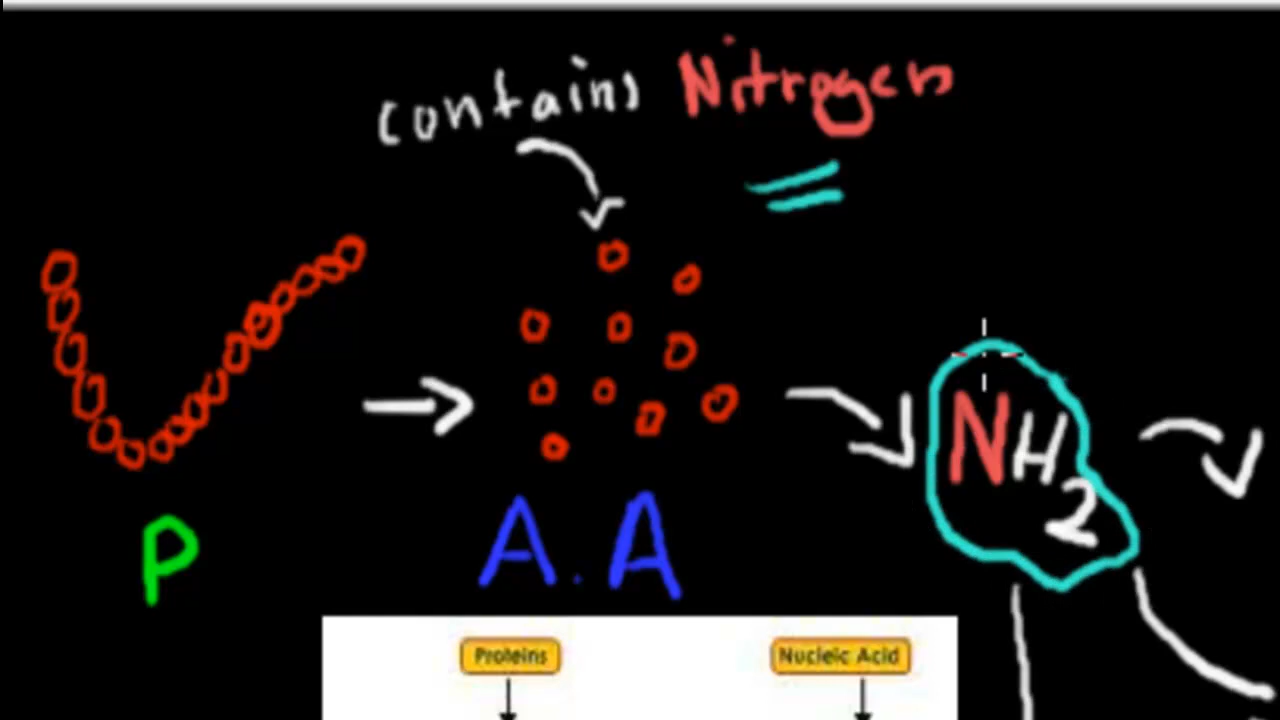 contains Nitrogen
NH2
P
A.A
Proteins
Nucleic Acid